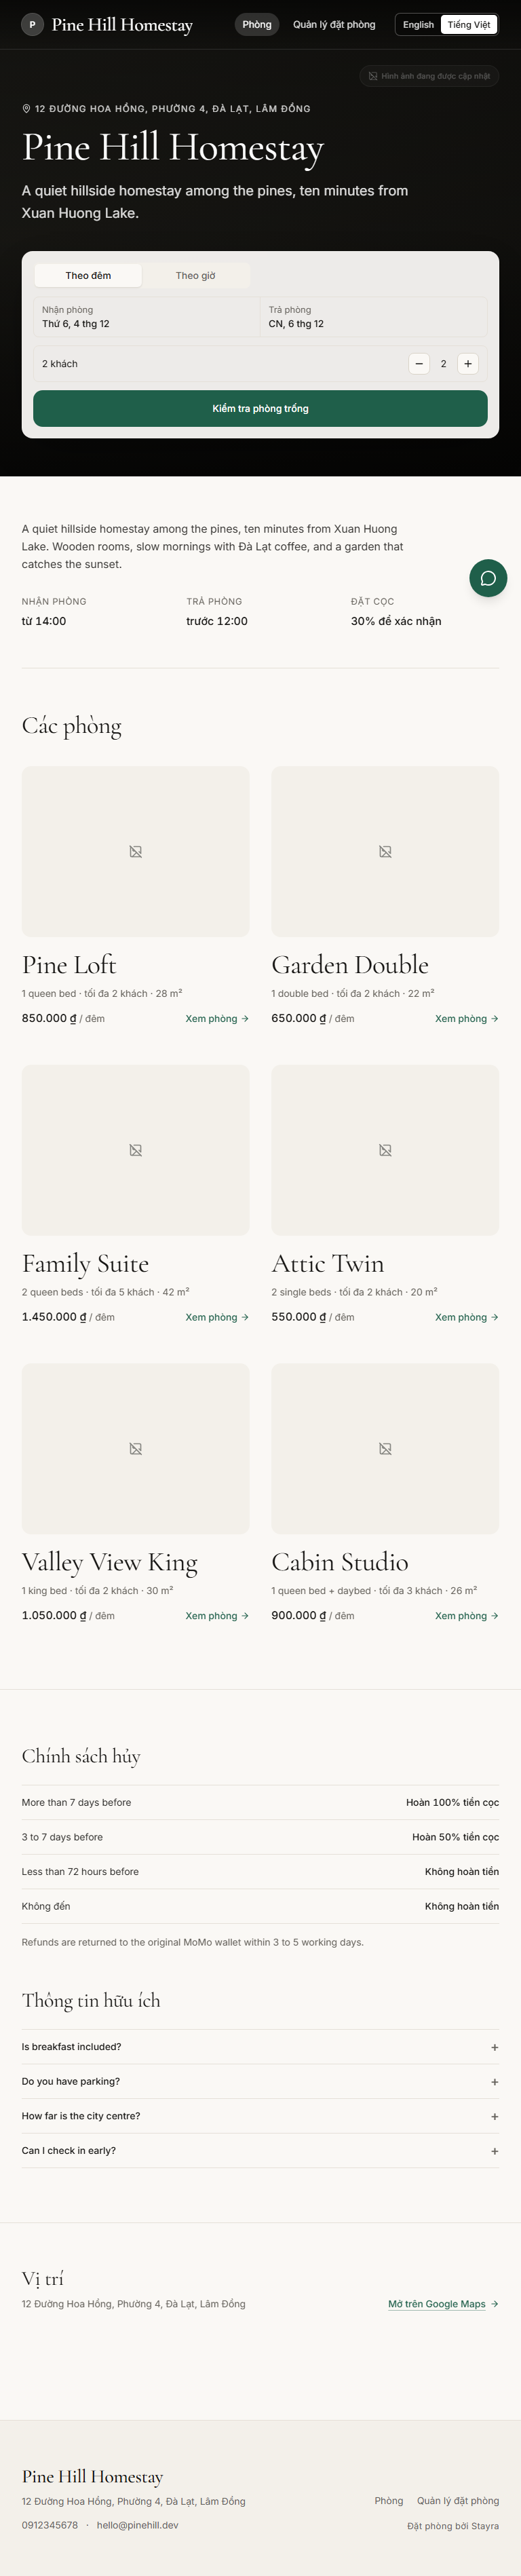 P Pine Hill Homestay Phòng Quản lý đặt phòng English Tiếng Việt
Hình ảnh đang được cập nhật
12 ĐƯỜNG HOA HỒNG, PHƯỜNG 4, ĐÀ LẠT, LÂM ĐỒNG
Pine Hill Homestay
A quiet hillside homestay among the pines, ten minutes from
Xuan Huong Lake.
Theo đêm Theo giờ
Nhận phòng Trả phòng
Thứ 6, 4 thg 12 CN, 6 thg 12
2 khách − 2 +
Kiểm tra phòng trống
A quiet hillside homestay among the pines, ten minutes from Xuan Huong
Lake. Wooden rooms, slow mornings with Đà Lạt coffee, and a garden that
catches the sunset.
NHẬN PHÒNG TRẢ PHÒNG ĐẶT CỌC
từ 14:00 trước 12:00 30% để xác nhận
Các phòng
Pine Loft Garden Double
1 queen bed · tối đa 2 khách · 28 m² 1 double bed · tối đa 2 khách · 22 m²
850.000 ₫ / đêm Xem phòng → 650.000 ₫ / đêm Xem phòng →
Family Suite Attic Twin
2 queen beds · tối đa 5 khách · 42 m² 2 single beds · tối đa 2 khách · 20 m²
1.450.000 ₫ / đêm Xem phòng → 550.000 ₫ / đêm Xem phòng →
Valley View King Cabin Studio
1 king bed · tối đa 2 khách · 30 m² 1 queen bed + daybed · tối đa 3 khách · 26 m²
1.050.000 ₫ / đêm Xem phòng → 900.000 ₫ / đêm Xem phòng →
Chính sách hủy
More than 7 days before Hoàn 100% tiền cọc
3 to 7 days before Hoàn 50% tiền cọc
Less than 72 hours before Không hoàn tiền
Không đến Không hoàn tiền
Refunds are returned to the original MoMo wallet within 3 to 5 working days.
Thông tin hữu ích
Is breakfast included? +
Do you have parking? +
How far is the city centre? +
Can I check in early? +
Vị trí
12 Đường Hoa Hồng, Phường 4, Đà Lạt, Lâm Đồng Mở trên Google Maps →
Pine Hill Homestay
12 Đường Hoa Hồng, Phường 4, Đà Lạt, Lâm Đồng Phòng Quản lý đặt phòng
0912345678 · hello@pinehill.dev Đặt phòng bởi Stayra